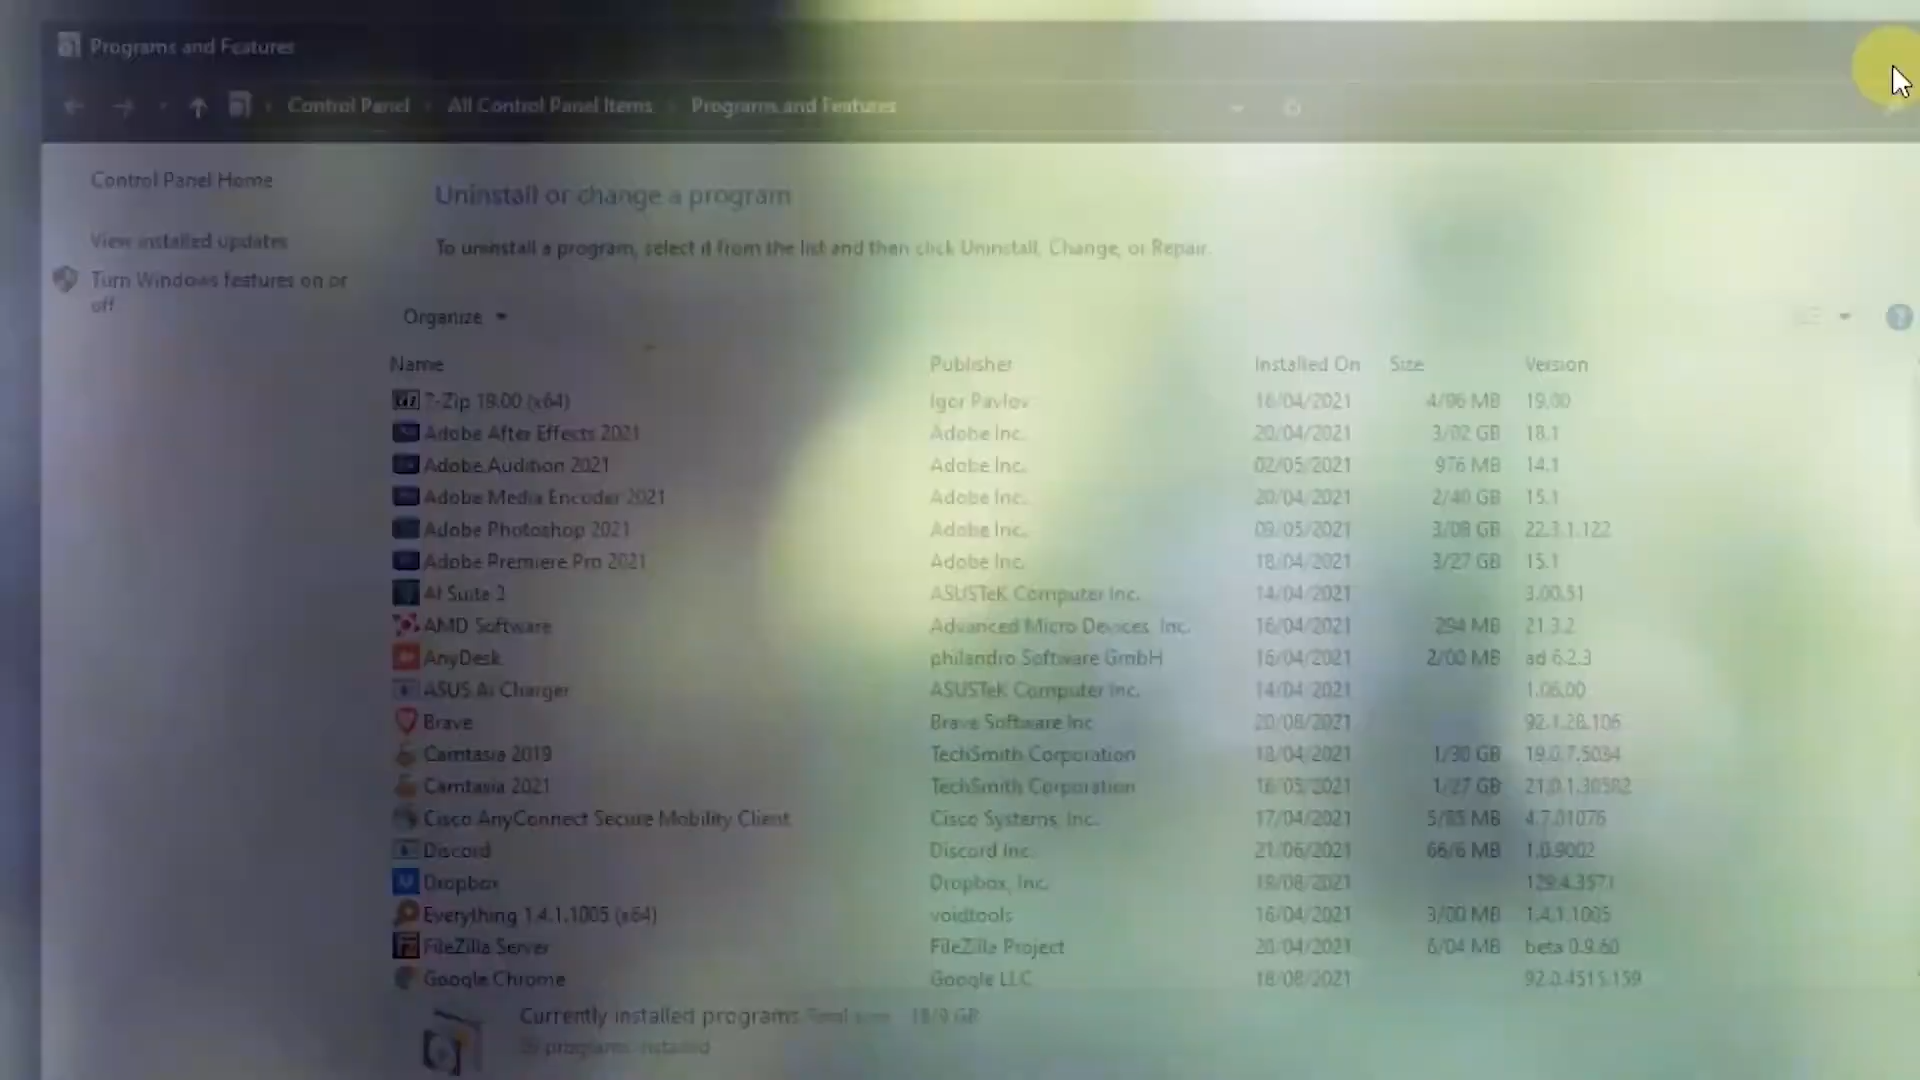 Programs and Features
Control Panel All Control Panel Items Programs and Features
Control Panel Home
View installed updates
Turn Windows features on or
off
Uninstall or change a program
To uninstall a program, select it from the list and then click Uninstall, Change, or Repair.
Organize
Name Publisher Installed On Size Version
7-Zip 19.00 (x64) Igor Pavlov 16/04/2021 4/96 MB 19.00
Adobe After Effects 2021 Adobe Inc. 20/04/2021 3/02 GB 18.1
Adobe Audition 2021 Adobe Inc. 02/05/2021 976 MB 14.1
Adobe Media Encoder 2021 Adobe Inc. 20/04/2021 2/40 GB 15.1
Adobe Photoshop 2021 Adobe Inc. 09/05/2021 3/08 GB 22.3.1.122
Adobe Premiere Pro 2021 Adobe Inc. 18/04/2021 3/27 GB 15.1
AI Suite 3 ASUSTeK Computer Inc. 14/04/2021 3.00.51
AMD Software Advanced Micro Devices, Inc. 16/04/2021 294 MB 21.3.2
AnyDesk philandro Software GmbH 16/04/2021 2/00 MB ad 6.2.3
ASUS Ai Charger ASUSTeK Computer Inc. 14/04/2021 1.06.00
Brave Brave Software Inc 20/08/2021 92.1.28.106
Camtasia 2019 TechSmith Corporation 18/04/2021 1/30 GB 19.0.7.5034
Camtasia 2021 TechSmith Corporation 16/05/2021 1/27 GB 21.0.1.30582
Cisco AnyConnect Secure Mobility Client Cisco Systems, Inc. 17/04/2021 5/85 MB 4.7.01076
Discord Discord Inc. 21/06/2021 66/6 MB 1.0.9002
Dropbox Dropbox, Inc. 19/08/2021 129.4.3571
Everything 1.4.1.1005 (x64) voidtools 16/04/2021 3/00 MB 1.4.1.1005
FileZilla Server FileZilla Project 20/04/2021 6/04 MB beta 0.9.60
Google Chrome Google LLC 18/08/2021 92.0.4515.159
Currently installed programs Total size: 18/9 GB
programs installed